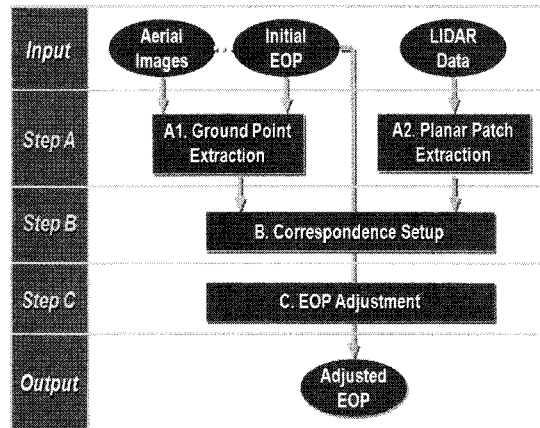 Input
Aerial
Images
Initial
EOP
LIDAR
Data
Step A
A1. Ground Point
Extraction
A2. Planar Patch
Extraction
Step B
B. Correspondence Setup
Step C
C. EOP Adjustment
Output
Adjusted
EOP